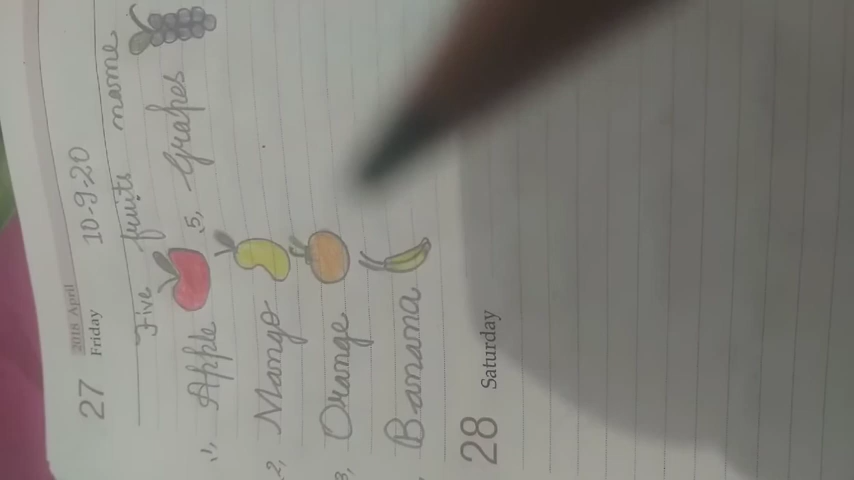 2018 April
27 Friday 10-9-20
Five fruits name
1, Apple 5, Grapes
2, Mango
3, Orange
Banana
28 Saturday